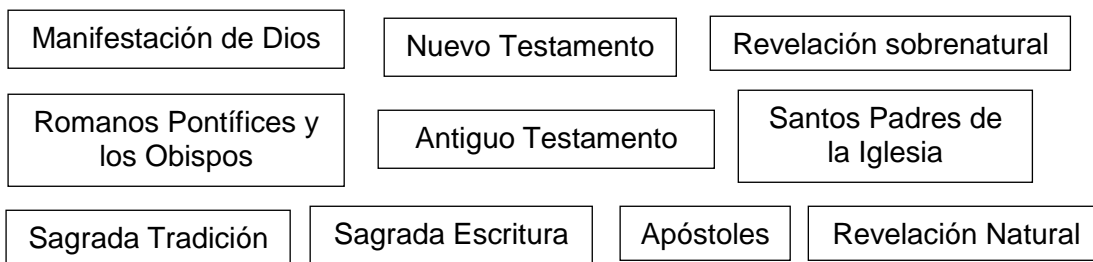 Manifestación de Dios
Nuevo Testamento
Revelación sobrenatural
Romanos Pontífices y
los Obispos
Antiguo Testamento
Santos Padres de
la Iglesia
Sagrada Tradición
Sagrada Escritura
Apóstoles
Revelación Natural